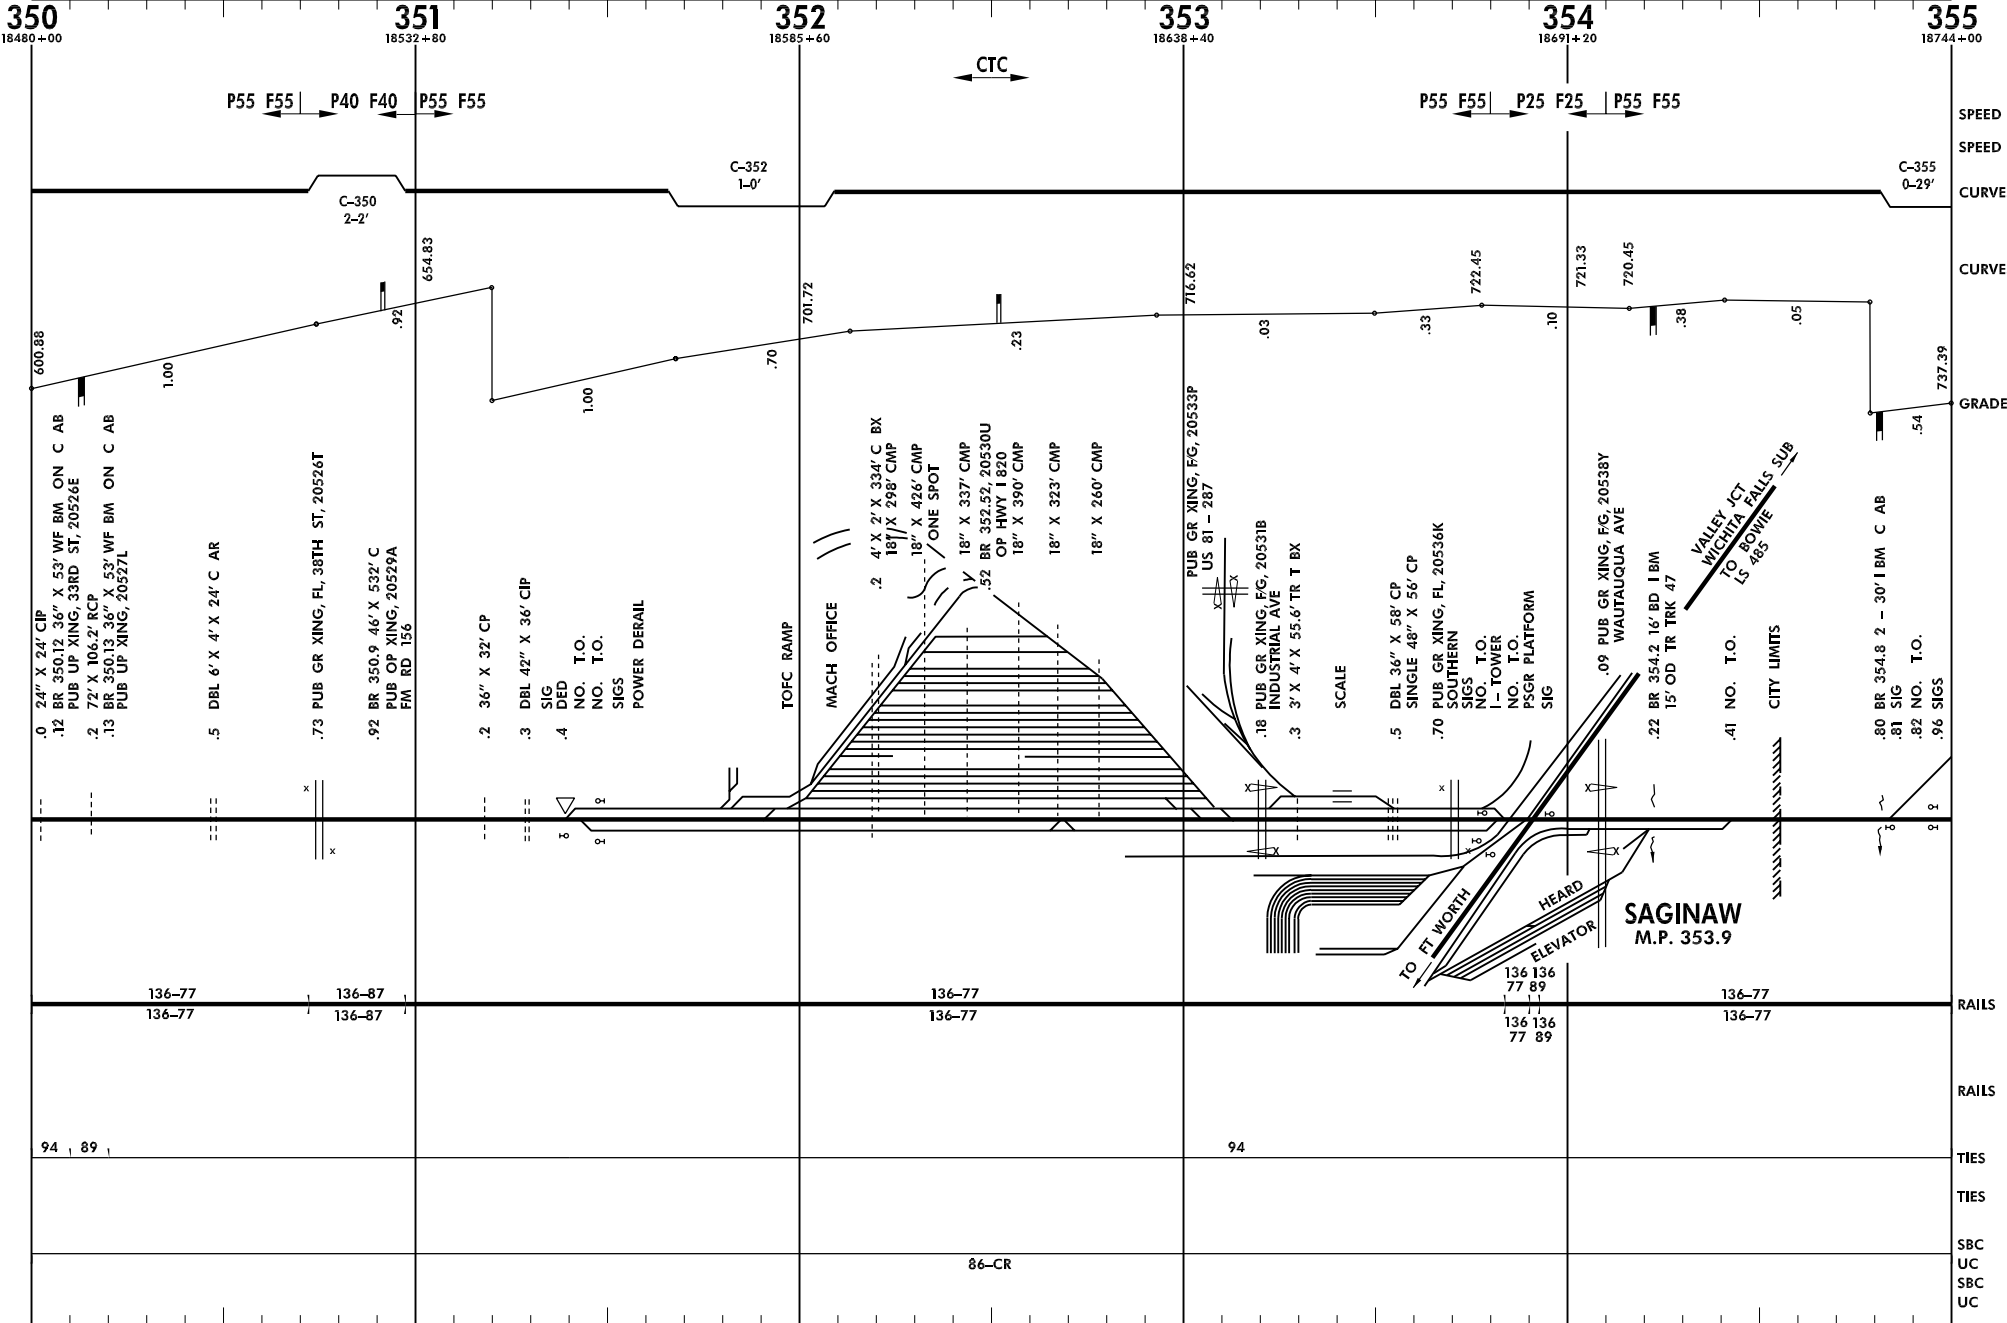 350 351 352 353 354 355
18480+00 18532+80 18585+60 18638+40 18691+20 18744+00
CTC
P55 F55 P40 F40 P55 F55
P55 F55 P25 F25 P55 F55
SPEED
SPEED
C–350
2–2′
C–352
1–0′
C–355
0–29′
CURVE
CURVE
600.88
1.00
.92
654.83
1.00
.70
701.72
.23
716.62
.03
.33
722.45
.10
721.33
720.45
.38
.05
.54
737.39
GRADE
.0 24″ X 24′ CIP
.12 BR 350.12 36″ X 53′ WF BM ON C AB
PUB UP XING, 33RD ST, 20526E
.2 72′ X 106.2′ RCP
.13 BR 350.13 36″ X 53′ WF BM ON C AB
PUB UP XING, 20527L
.5 DBL 6′ X 4′ X 24′ C AR
.73 PUB GR XING, FL, 38TH ST, 20526T
.92 BR 350.9 46′ X 532′ C
PUB OP XING, 20529A
FM RD 156
.2 36″ X 32′ CP
.3 DBL 42″ X 36′ CIP
SIG
.4 DED
NO. T.O.
NO. T.O.
SIGS
POWER DERAIL
TOFC RAMP
MACH OFFICE
.2 4′ X 2′ X 334′ C BX
18″ X 298′ CMP
18″ X 426′ CMP
ONE SPOT
18″ X 337′ CMP
.52 BR 352.52, 20530U
OP HWY I 820
18″ X 390′ CMP
18″ X 323′ CMP
18″ X 260′ CMP
PUB GR XING, F/G, 20533P
US 81 – 287
.18 PUB GR XING, F/G, 20531B
INDUSTRIAL AVE
.3 3′ X 4′ X 55.6′ TR T BX
SCALE
.5 DBL 36″ X 58′ CP
SINGLE 48″ X 56′ CP
.70 PUB GR XING, FL, 20536K
SOUTHERN
SIGS
NO. T.O.
I – TOWER
NO. T.O.
PSGR PLATFORM
SIG
.09 PUB GR XING, F/G, 20538Y
WAUTAUQUA AVE
.22 BR 354.2 16′ BD I BM
15′ OD TR TRK 47
VALLEY JCT
WICHITA FALLS SUB
TO BOWIE
LS 485
.41 NO. T.O.
CITY LIMITS
.80 BR 354.8 2 – 30′ I BM C AB
.81 SIG
.82 NO. T.O.
.96 SIGS
X
X
Y
X
X
X
X
X
X
X
X
TO FT WORTH
HEARD
ELEVATOR
SAGINAW
M.P. 353.9
136–77 136–87 136–77 136 136 136–77
77 89
136–77 136–87 136–77 136 136 136–77
77 89
RAILS
RAILS
94 89 94
TIES
TIES
86–CR
SBC
UC
SBC
UC